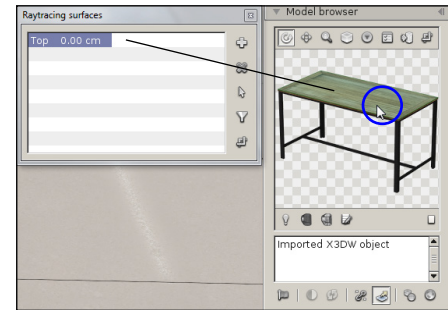 Raytracing surfaces
Top 0.00 cm
Model browser
Imported X3DW object